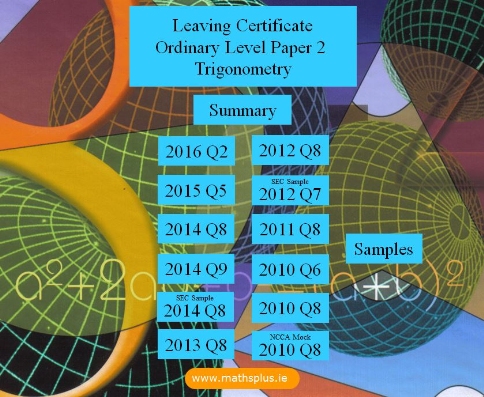 Leaving Certificate
Ordinary Level Paper 2
Trigonometry
Summary
2016 Q2
2015 Q5
2014 Q8
2014 Q9
SEC Sample
2014 Q8
2013 Q8
2012 Q8
SEC Sample
2012 Q7
2011 Q8
2010 Q6
2010 Q8
NCCA Mock
2010 Q8
Samples
www.mathsplus.ie